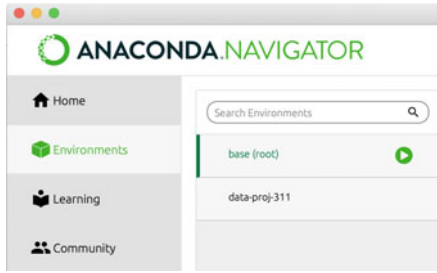 ANACONDA.NAVIGATOR
Home
Search Environments
Environments
base (root)
Learning
data-proj-311
Community